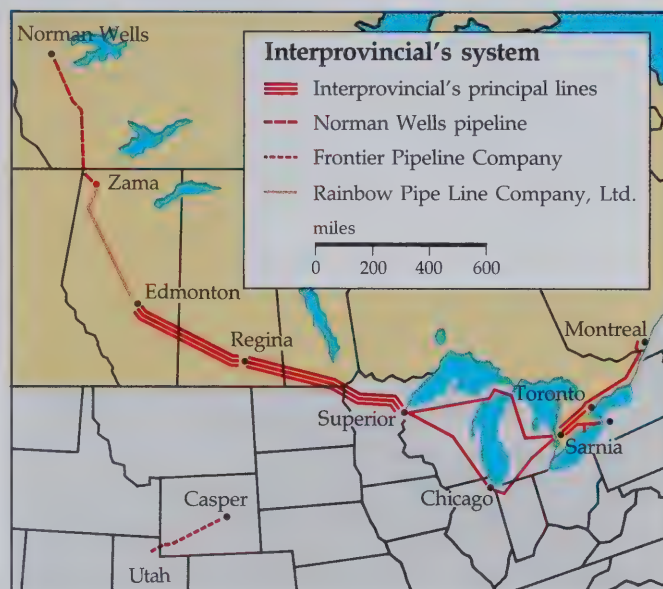 Norman Wells
Interprovincial's system
Interprovincial's principal lines
Norman Wells pipeline
Frontier Pipeline Company
Rainbow Pipe Line Company, Ltd.
miles
0 200 400 600
Zama
Edmonton
Regina
Montreal
Toronto
Superior
Sarnia
Chicago
Casper
Utah